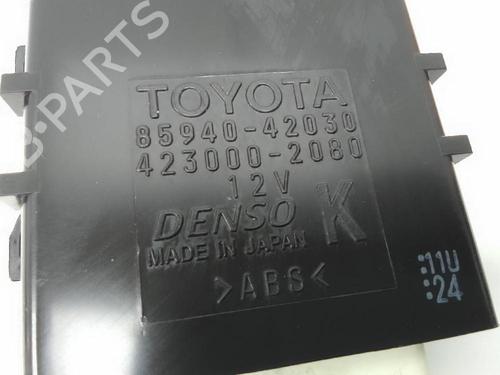 TOYOTA
85940-42030
423000-2080
12V
DENSO
K
MADE IN JAPAN
>ABS<
:11U
:24
B-PARTS